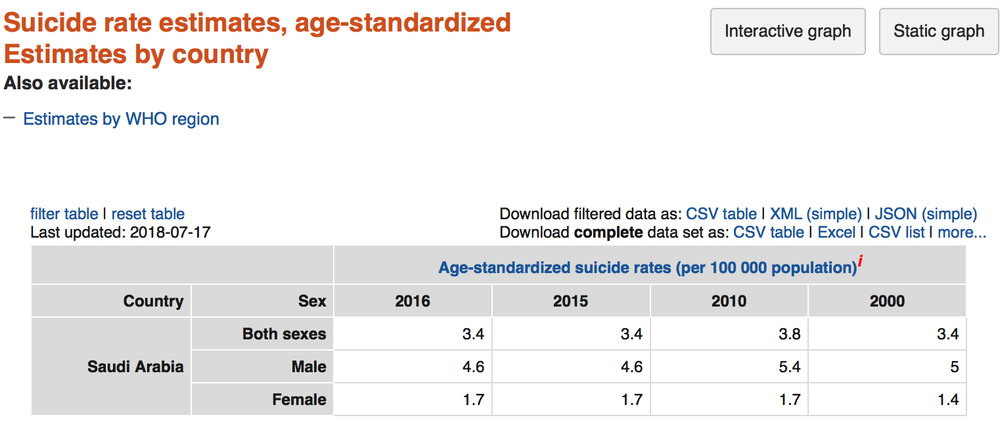 Suicide rate estimates, age-standardized
Estimates by country
Interactive graph
Static graph
Also available:
– Estimates by WHO region
filter table | reset table
Last updated: 2018-07-17
Download filtered data as: CSV table | XML (simple) | JSON (simple)
Download complete data set as: CSV table | Excel | CSV list | more...
Age-standardized suicide rates (per 100 000 population) i
Country Sex 2016 2015 2010 2000
Both sexes 3.4 3.4 3.8 3.4
Saudi Arabia Male 4.6 4.6 5.4 5
Female 1.7 1.7 1.7 1.4